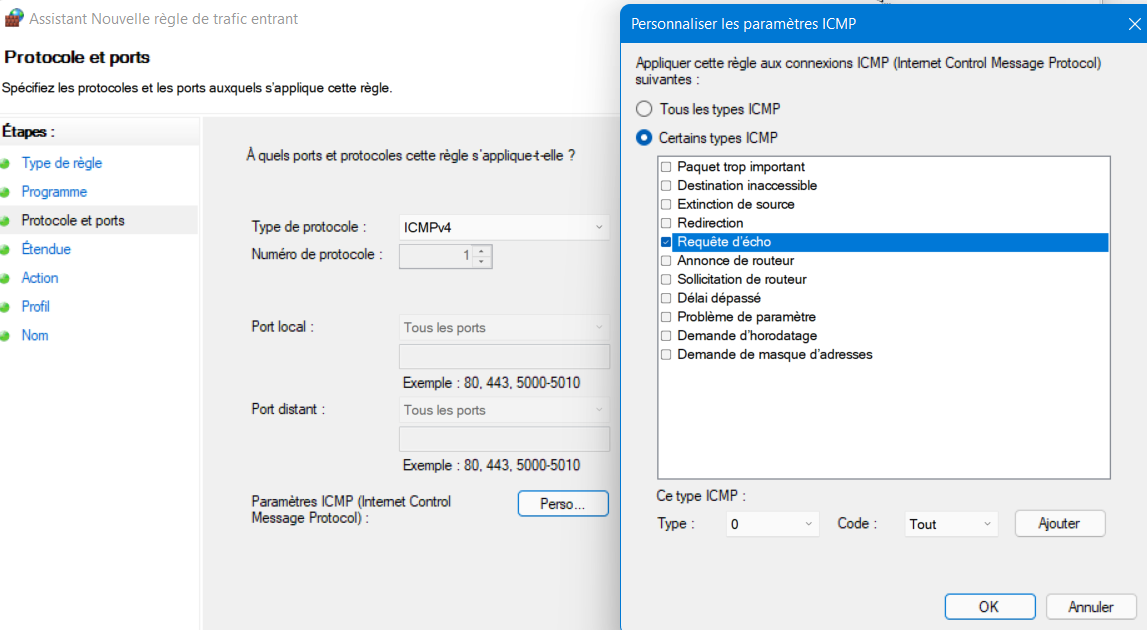 Assistant Nouvelle règle de trafic entrant
Protocole et ports
Spécifiez les protocoles et les ports auxquels s'applique cette règle.
Étapes :
Type de règle
Programme
Protocole et ports
Étendue
Action
Profil
Nom
À quels ports et protocoles cette règle s'applique-t-elle ?
Type de protocole : ICMPv4
Numéro de protocole : 1
Port local : Tous les ports
Exemple : 80, 443, 5000-5010
Port distant : Tous les ports
Exemple : 80, 443, 5000-5010
Paramètres ICMP (Internet Control
Message Protocol) :
Perso...
Personnaliser les paramètres ICMP
Appliquer cette règle aux connexions ICMP (Internet Control Message Protocol)
suivantes :
Tous les types ICMP
Certains types ICMP
Paquet trop important
Destination inaccessible
Extinction de source
Redirection
Requête d'écho
Annonce de routeur
Sollicitation de routeur
Délai dépassé
Problème de paramètre
Demande d'horodatage
Demande de masque d'adresses
Ce type ICMP :
Type : 0 Code : Tout Ajouter
OK Annuler